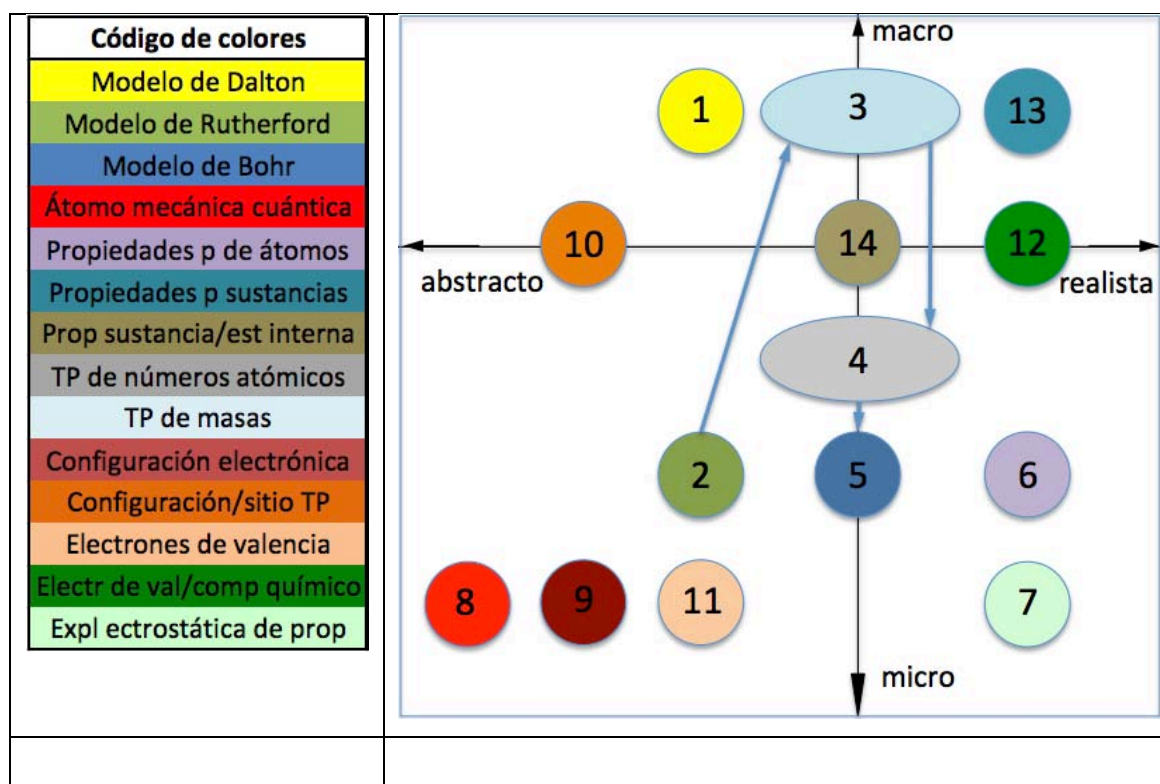 Código de colores
Modelo de Dalton
Modelo de Rutherford
Modelo de Bohr
Átomo mecánica cuántica
Propiedades p de átomos
Propiedades p sustancias
Prop sustancia/est interna
TP de números atómicos
TP de masas
Configuración electrónica
Configuración/sitio TP
Electrones de valencia
Electr de val/comp químico
Expl ectrostática de prop
macro
1
3
13
10
14
12
abstracto
realista
4
2
5
6
8
9
11
7
micro